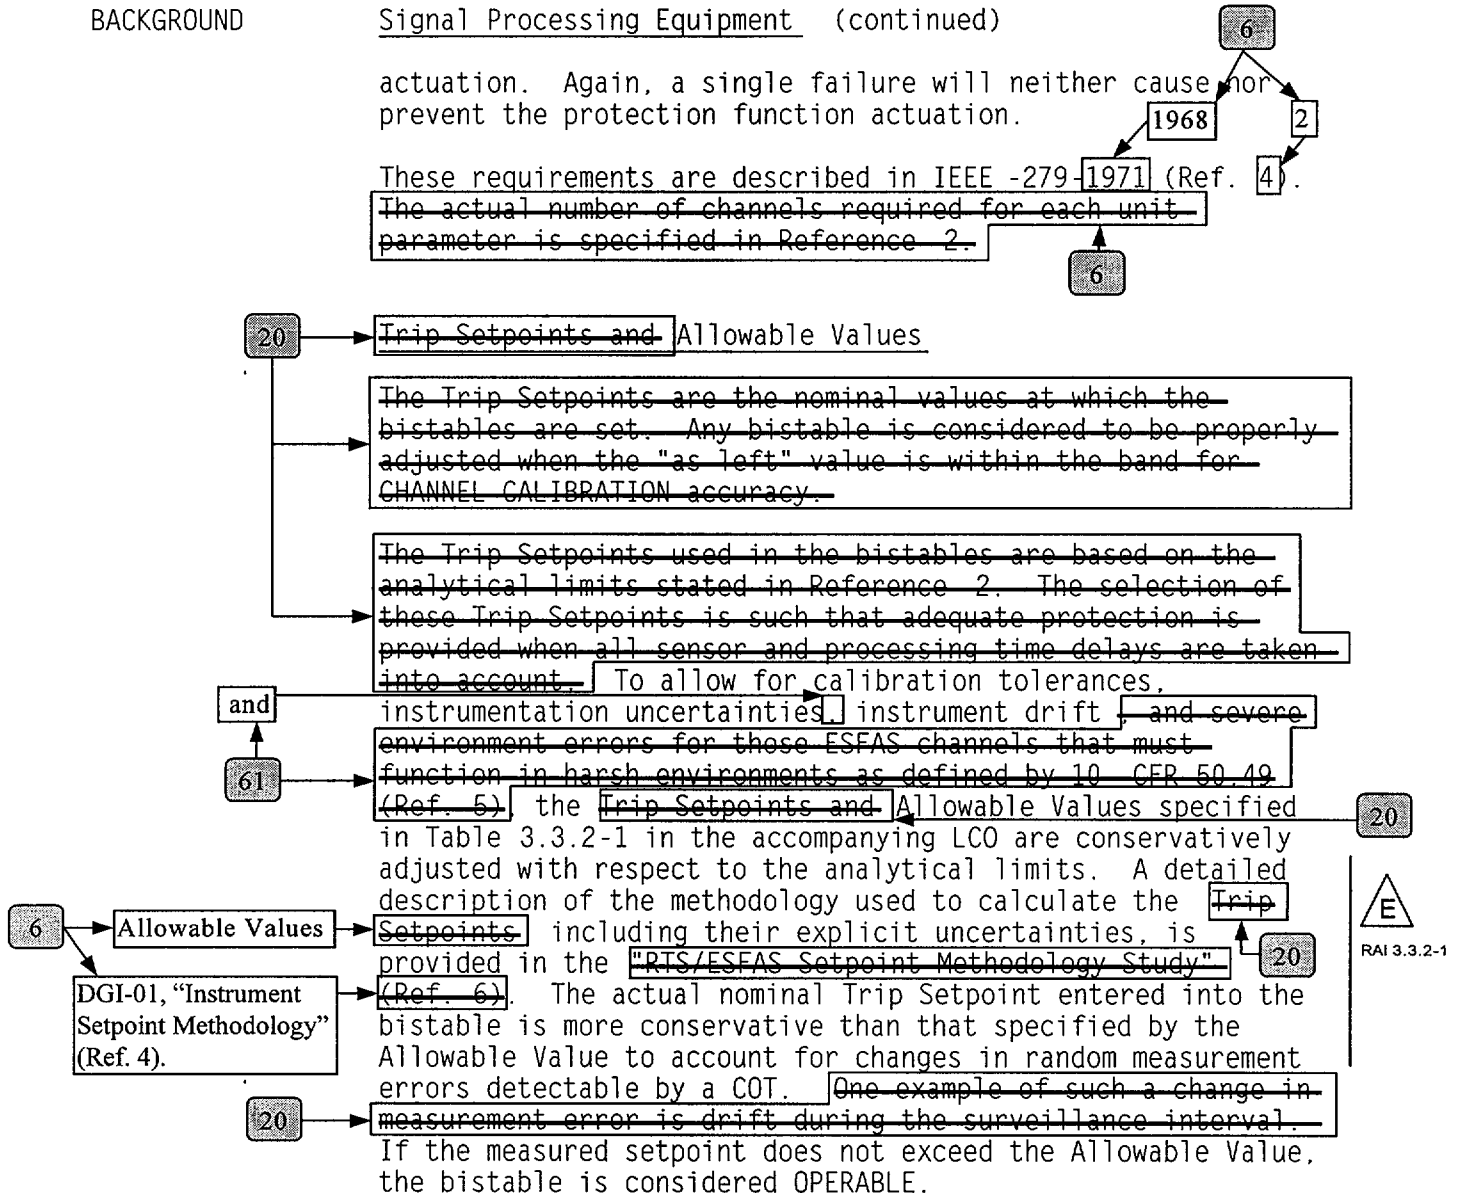 BACKGROUND Signal Processing Equipment (continued)
6
actuation. Again, a single failure will neither cause nor
prevent the protection function actuation.
1968 2
These requirements are described in IEEE -279-1971 (Ref. 4).
The actual number of channels required for each unit
parameter is specified in Reference 2.
6
20 Trip Setpoints and Allowable Values
The Trip Setpoints are the nominal values at which the
bistables are set. Any bistable is considered to be properly
adjusted when the "as left" value is within the band for
CHANNEL CALIBRATION accuracy.
The Trip Setpoints used in the bistables are based on the
analytical limits stated in Reference 2. The selection of
these Trip Setpoints is such that adequate protection is
provided when all sensor and processing time delays are taken
into account. To allow for calibration tolerances,
and
instrumentation uncertainties, instrument drift , and severe
environment errors for those ESFAS channels that must
61
function in harsh environments as defined by 10 CFR 50.49
(Ref. 5), the Trip Setpoints and Allowable Values specified
20
in Table 3.3.2-1 in the accompanying LCO are conservatively
adjusted with respect to the analytical limits. A detailed
description of the methodology used to calculate the Trip
E
6 Allowable Values Setpoints including their explicit uncertainties, is
RAI 3.3.2-1
provided in the "RTS/ESFAS Setpoint Methodology Study"
20
DGI-01, “Instrument
Setpoint Methodology”
(Ref. 4).
(Ref. 6). The actual nominal Trip Setpoint entered into the
bistable is more conservative than that specified by the
Allowable Value to account for changes in random measurement
errors detectable by a COT. One example of such a change in
20 measurement error is drift during the surveillance interval.
If the measured setpoint does not exceed the Allowable Value,
the bistable is considered OPERABLE.